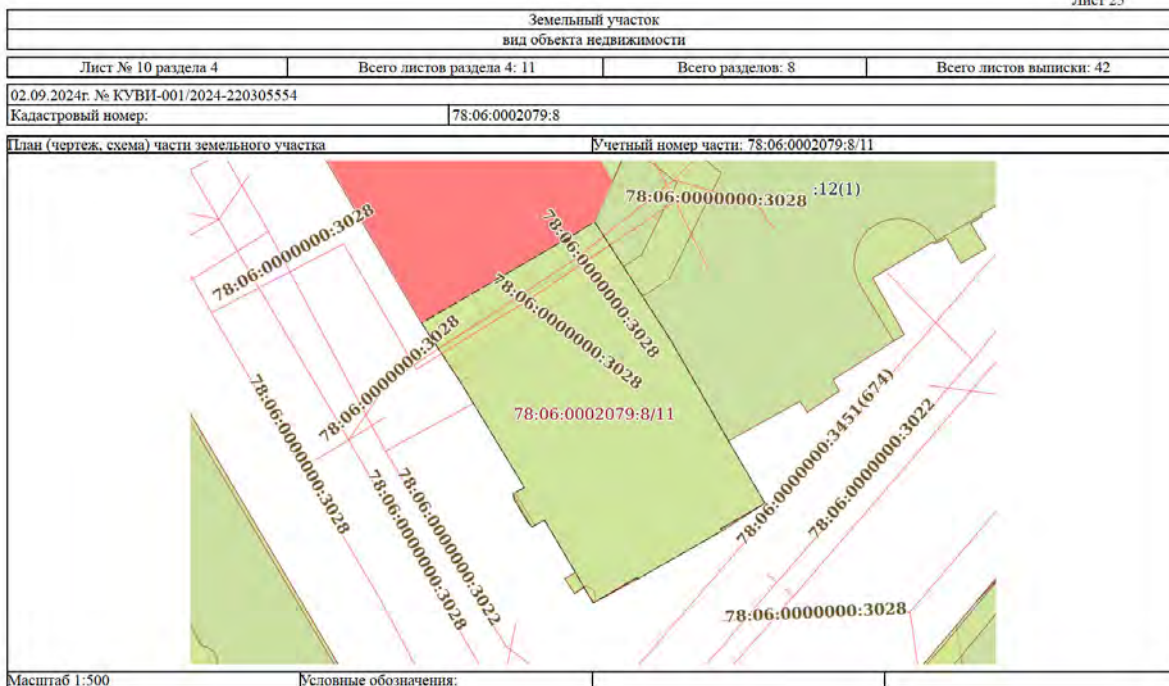 Лист 25
Земельный участок
вид объекта недвижимости
Лист № 10 раздела 4 Всего листов раздела 4: 11 Всего разделов: 8 Всего листов выписки: 42
02.09.2024г. № КУВИ-001/2024-220305554
Кадастровый номер: 78:06:0002079:8
План (чертеж, схема) части земельного участка Учетный номер части: 78:06:0002079:8/11
:12(1)
78:06:0000000:3028
78:06:0000000:3028
78:06:0000000:3028
78:06:0000000:3028
78:06:0000000:3028
78:06:0000000:3028
78:06:0002079:8/11
78:06:0000000:3451(674)
78:06:0000000:3022
78:06:0000000:3028
78:06:0000000:3022
78:06:0000000:3028
Масштаб 1:500 Условные обозначения: